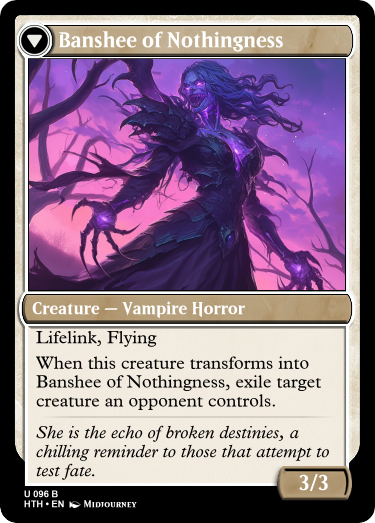 Banshee of Nothingness
Creature — Vampire Horror
Lifelink, Flying
When this creature transforms into
Banshee of Nothingness, exile target
creature an opponent controls.
She is the echo of broken destinies, a
chilling reminder to those that attempt to
test fate.
3/3
U 096 B
HTH • EN Midjourney